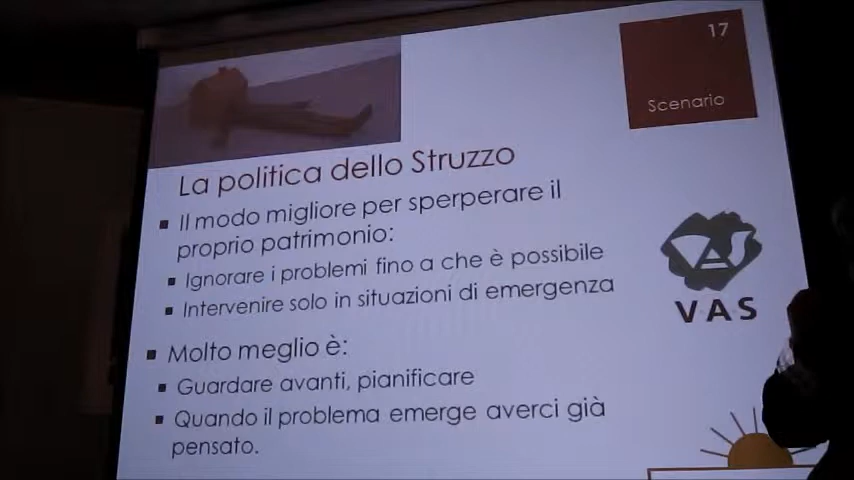 17
Scenario
La politica dello Struzzo
Il modo migliore per sperperare il
proprio patrimonio:
Ignorare i problemi fino a che è possibile
Intervenire solo in situazioni di emergenza
Molto meglio è:
Guardare avanti, pianificare
Quando il problema emerge averci già
pensato.
VAS
VAS